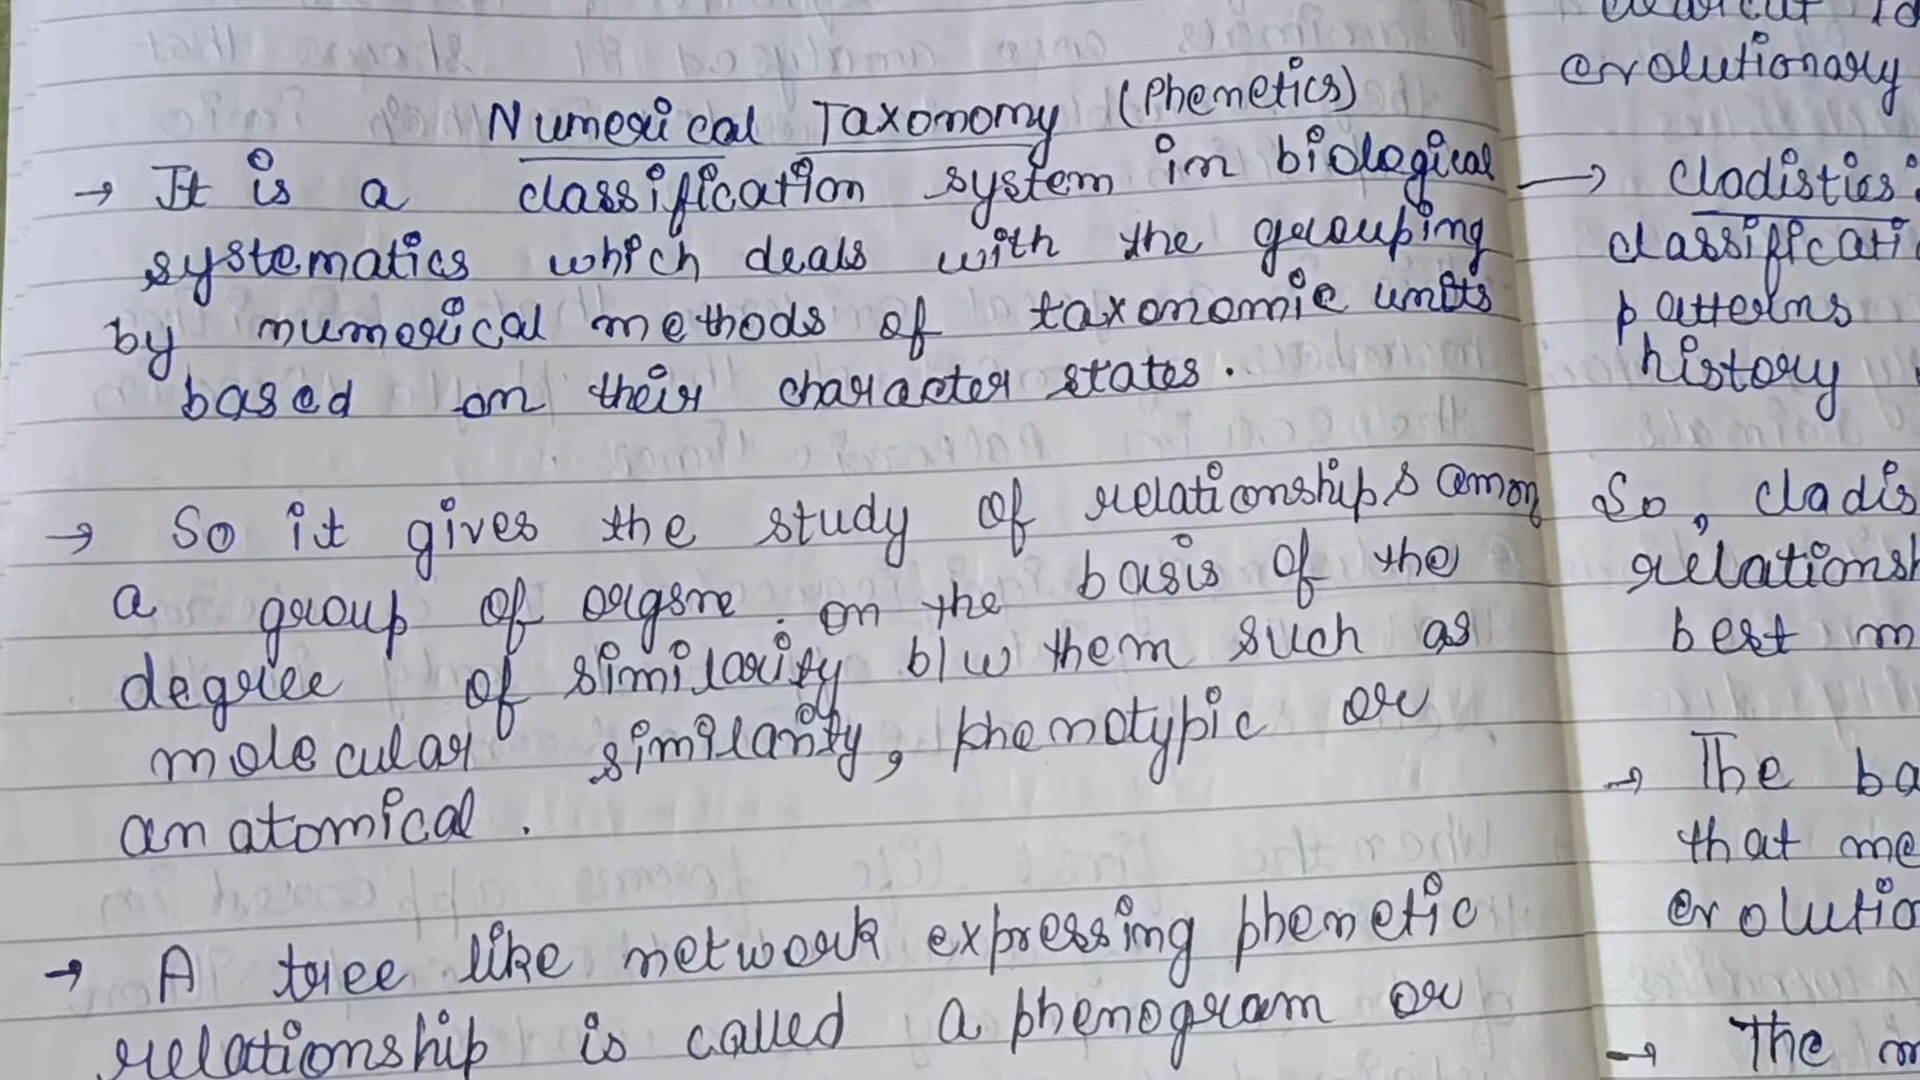 Numerical Taxonomy (Phenetics)
→ It is a classification system in biological
systematics which deals with the grouping
by numerical methods of taxonomic units
based on their character states.
→ So it gives the study of relationships among
a group of orgsm. on the basis of the
degree of similarity b/w them such as
molecular similarity, phenotypic or
anatomical.
→ A tree like network expressing phenetic
relationship is called a phenogram or
evolutionary
→ cladistics
classificati
patterns
history
So, cladis
relationsh
best m
→ The ba
that me
evolutio
→ The m